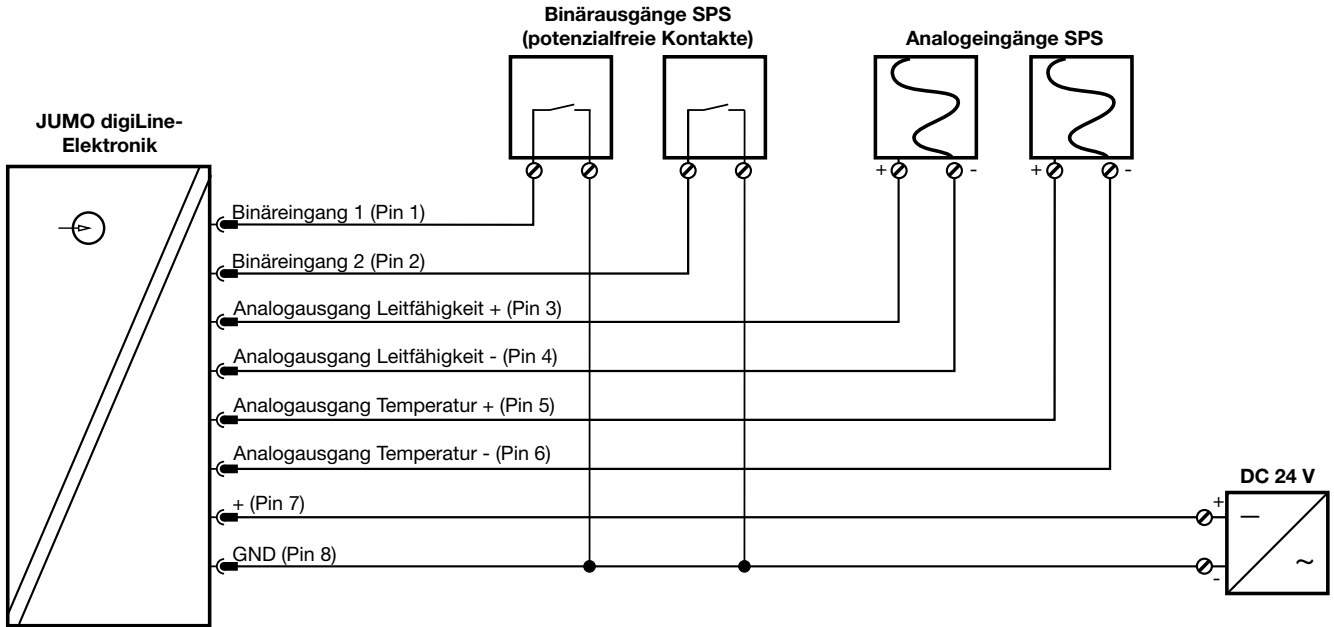 Binärausgänge SPS
(potenzialfreie Kontakte)
Analogeingänge SPS
JUMO digiLine-
Elektronik
+ - + -
Binäreingang 1 (Pin 1)
Binäreingang 2 (Pin 2)
Analogausgang Leitfähigkeit + (Pin 3)
Analogausgang Leitfähigkeit - (Pin 4)
Analogausgang Temperatur + (Pin 5)
Analogausgang Temperatur - (Pin 6)
DC 24 V
+ (Pin 7)
+
GND (Pin 8)
-
~